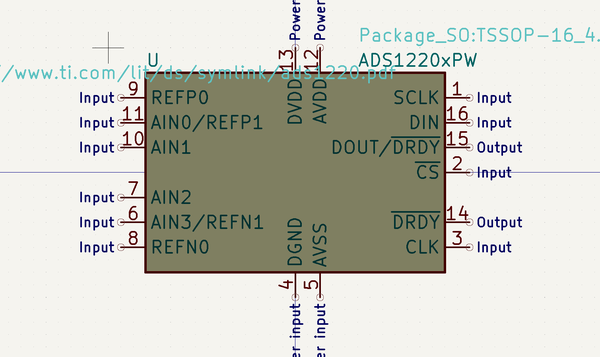 Power
Power
Package_SO:TSSOP-16_4.
U
ADS1220xPW
/www.ti.com/lit/ds/symlink/ads1220.pdf
13
12
DVDD
AVDD
Input 9 REFP0
SCLK 1 Input
Input 11 AIN0/REFP1
DIN 16 Input
Input 10 AIN1
DOUT/DRDY 15 Output
CS 2 Input
Input 7 AIN2
Input 6 AIN3/REFN1
DRDY 14 Output
Input 8 REFN0
CLK 3 Input
DGND
AVSS
4
5
er input
er input